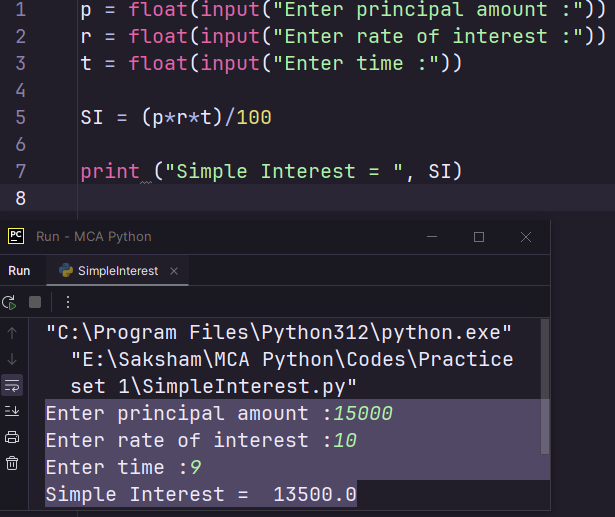 1 p = float(input("Enter principal amount :"))
2 r = float(input("Enter rate of interest :"))
3 t = float(input("Enter time :"))
4
5 SI = (p*r*t)/100
6
7 print ("Simple Interest = ", SI)
8
PC Run - MCA Python
Run SimpleInterest
"C:\Program Files\Python312\python.exe"
"E:\Saksham\MCA Python\Codes\Practice
set 1\SimpleInterest.py"
Enter principal amount :15000
Enter rate of interest :10
Enter time :9
Simple Interest =  13500.0